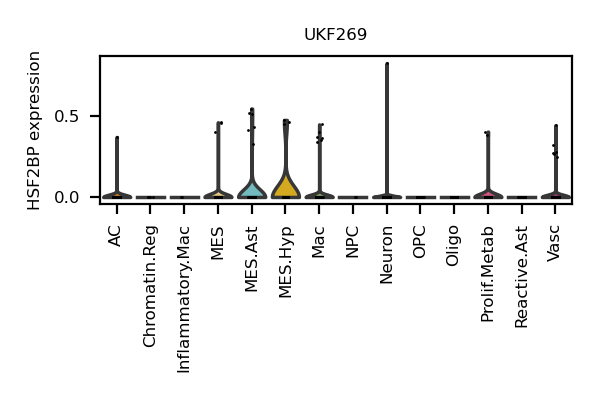 UKF269
HSF2BP expression
0.5
0.0
AC
Chromatin.Reg
Inflammatory.Mac
MES
MES.Ast
MES.Hyp
Mac
NPC
Neuron
OPC
Oligo
Prolif.Metab
Reactive.Ast
Vasc